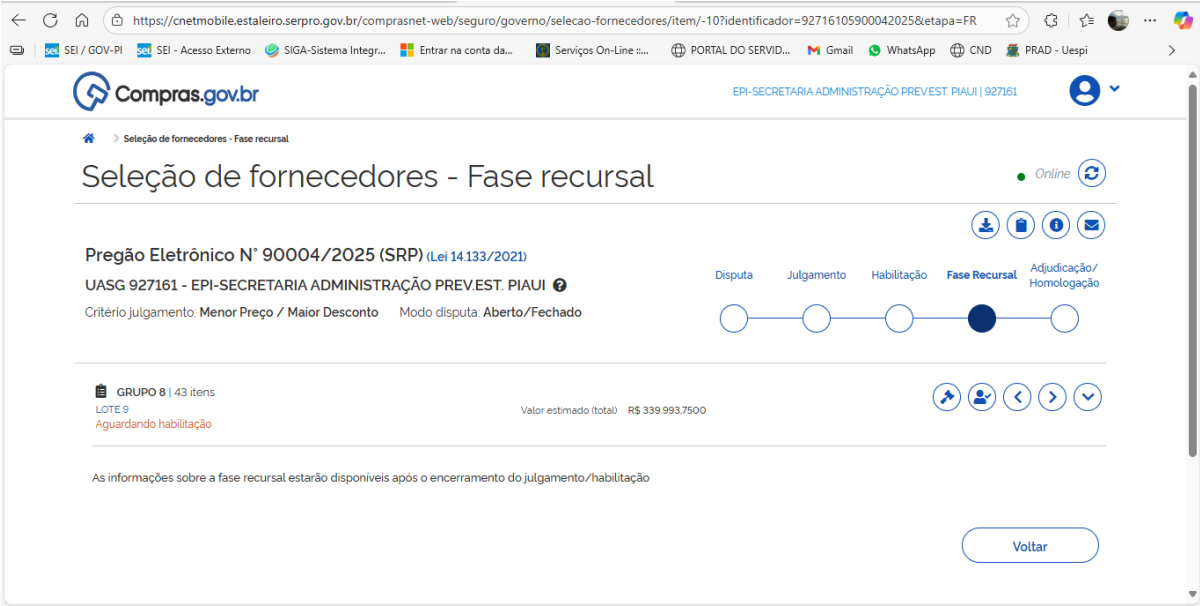 https://cnetmobile.estaleiro.serpro.gov.br/comprasnet-web/seguro/governo/selecao-fornecedores/item/-10?identificador=92716105900042025&etapa=FR
sei! SEI / GOV-PI
sei! SEI - Acesso Externo
SIGA-Sistema Integr...
Entrar na conta da...
Serviços On-Line ::...
PORTAL DO SERVID...
Gmail
WhatsApp
CND
PRAD - Uespi
Compras.gov.br
EPI-SECRETARIA ADMINISTRAÇÃO PREV.EST. PIAUI | 927161
Seleção de fornecedores - Fase recursal
Seleção de fornecedores - Fase recursal
Online
Pregão Eletrônico N° 90004/2025 (SRP) (Lei 14.133/2021)
UASG 927161 - EPI-SECRETARIA ADMINISTRAÇÃO PREV.EST. PIAUI
Critério julgamento: Menor Preço / Maior Desconto Modo disputa: Aberto/Fechado
Disputa
Julgamento
Habilitação
Fase Recursal
Adjudicação/
Homologação
GRUPO 8 | 43 itens
LOTE 9
Aguardando habilitação
Valor estimado (total) R$ 339.993,7500
As informações sobre a fase recursal estarão disponíveis após o encerramento do julgamento/habilitação
Voltar